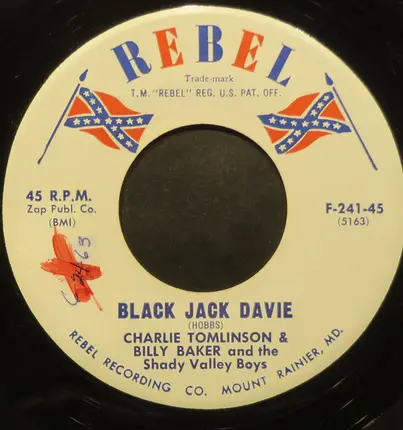 REBEL
Trade-mark
T.M. "REBEL" REG. U.S. PAT. OFF.
45 R.P.M.
Zap Publ. Co.
(BMI)
F-241-45
(5163)
BLACK JACK DAVIE
(HOBBS)
CHARLIE TOMLINSON &
BILLY BAKER and the
Shady Valley Boys
REBEL RECORDING CO. MOUNT RAINIER, MD.